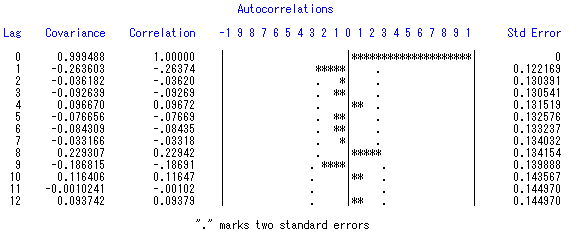 Autocorrelations
Lag Covariance Correlation -1 9 8 7 6 5 4 3 2 1 0 1 2 3 4 5 6 7 8 9 1 Std Error
0 0.999488 1.00000 | |********************| 0
1 -0.263603 -.26374 | *****| . | 0.122169
2 -0.036182 -.03620 | . *| . | 0.130391
3 -0.092639 -.09269 | . **| . | 0.130541
4 0.096670 0.09672 | . |** . | 0.131519
5 -0.076656 -.07669 | . **| . | 0.132576
6 -0.084309 -.08435 | . **| . | 0.133237
7 -0.033166 -.03318 | . *| . | 0.134032
8 0.229307 0.22942 | . |***** | 0.134154
9 -0.186815 -.18691 | . ****| . | 0.139888
10 0.116406 0.11647 | . |** . | 0.143567
11 -0.0010241 -.00102 | . | . | 0.144970
12 0.093742 0.09379 | . |** . | 0.144970
"." marks two standard errors